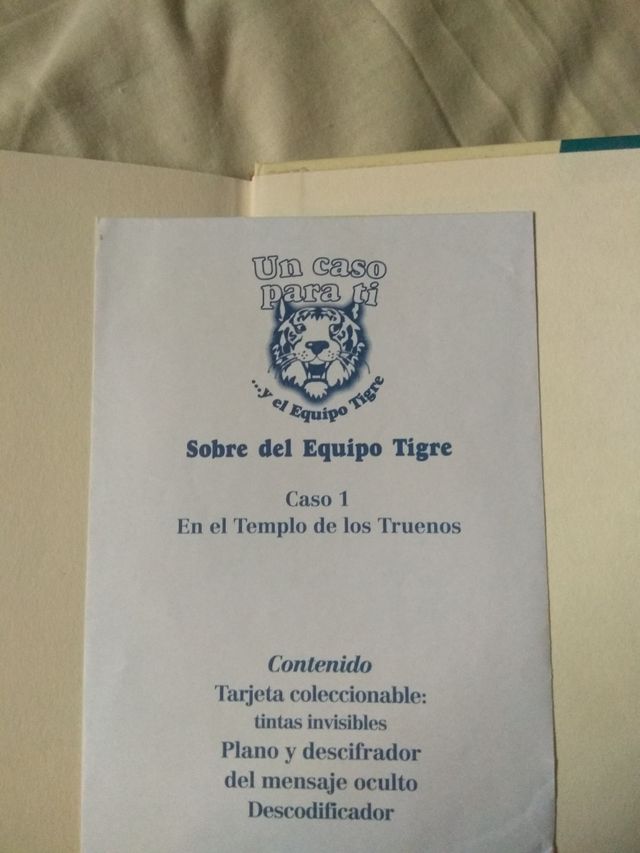 Un caso
para ti
...y el Equipo Tigre
Sobre del Equipo Tigre
Caso 1
En el Templo de los Truenos
Contenido
Tarjeta coleccionable:
tintas invisibles
Plano y descifrador
del mensaje oculto
Descodificador